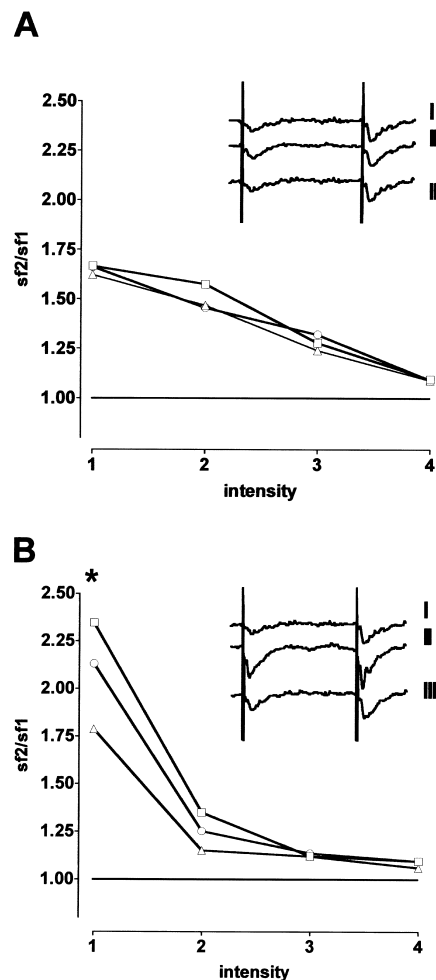 A
2.50
I
II
2.25
III
2.00
sf2/sf1
1.75
1.50
1.25
1.00
1 2 3 4
intensity
B
*
2.50
I
II
2.25
III
2.00
sf2/sf1
1.75
1.50
1.25
1.00
1 2 3 4
intensity